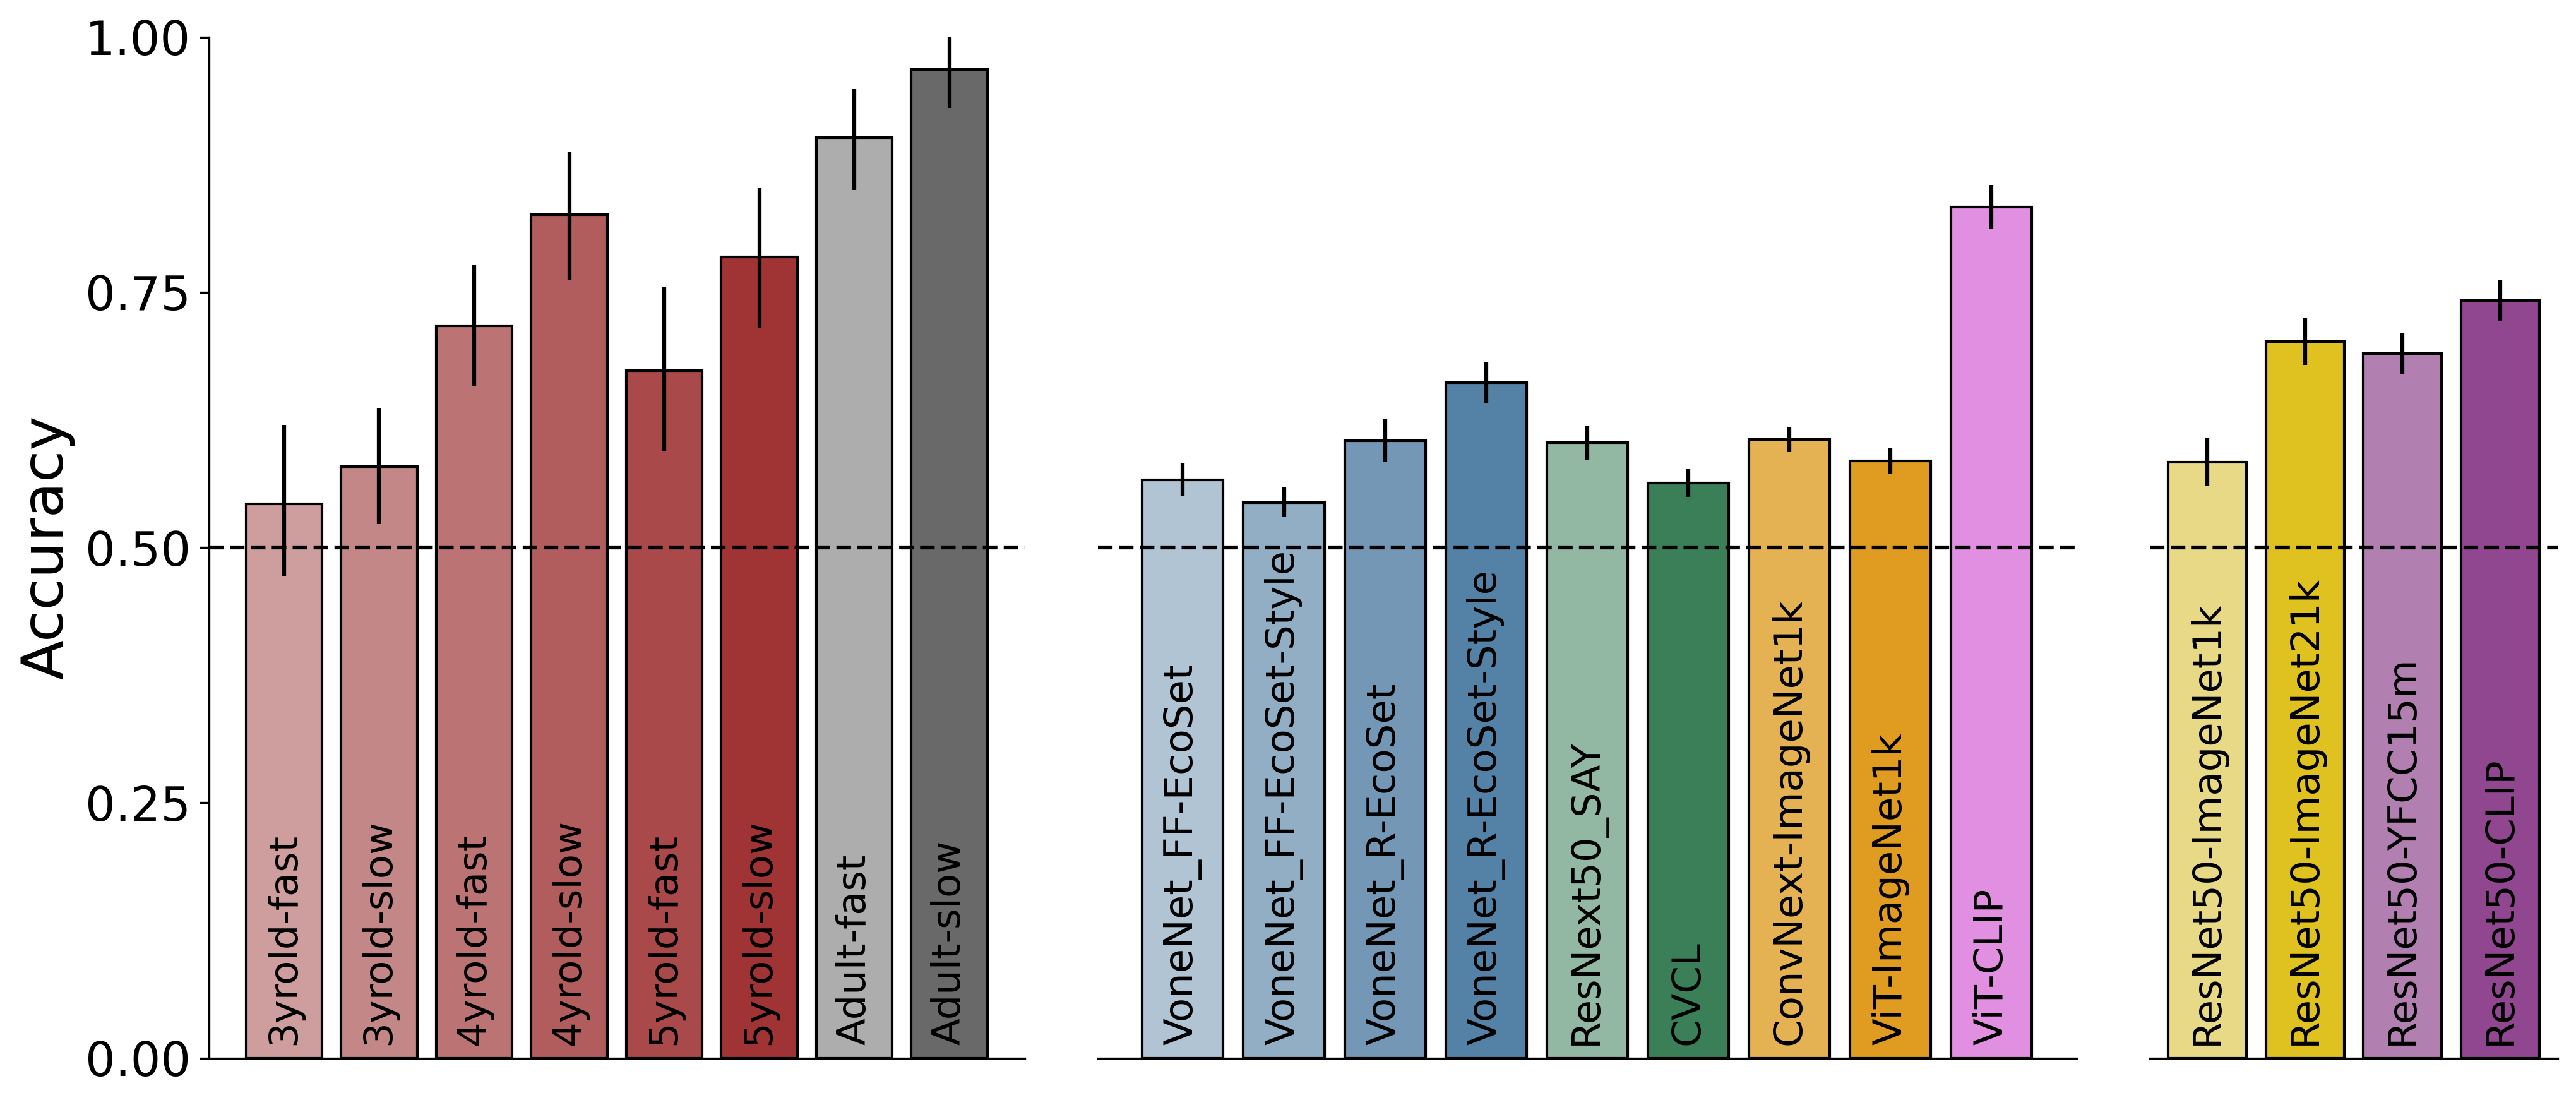 Accuracy
1.00
0.75
0.50
0.25
0.00
3yrold-fast
3yrold-slow
4yrold-fast
4yrold-slow
5yrold-fast
5yrold-slow
Adult-fast
Adult-slow
VoneNet_FF-EcoSet
VoneNet_FF-EcoSet-Style
VoneNet_R-EcoSet
VoneNet_R-EcoSet-Style
ResNext50_SAY
CVCL
ConvNext-ImageNet1k
ViT-ImageNet1k
ViT-CLIP
ResNet50-ImageNet1k
ResNet50-ImageNet21k
ResNet50-YFCC15m
ResNet50-CLIP